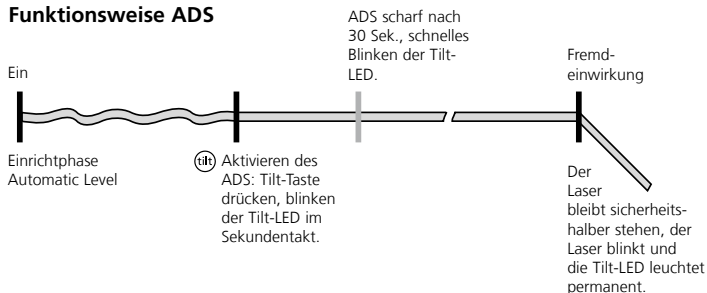 Funktionsweise ADS
Ein
Einrichtphase
Automatic Level
tilt
Aktivieren des
ADS: Tilt-Taste
drücken, blinken
der Tilt-LED im
Sekundentakt.
ADS scharf nach
30 Sek., schnelles
Blinken der Tilt-
LED.
Fremd-
einwirkung
Der
Laser
bleibt sicherheits-
halber stehen, der
Laser blinkt und
die Tilt-LED leuchtet
permanent.